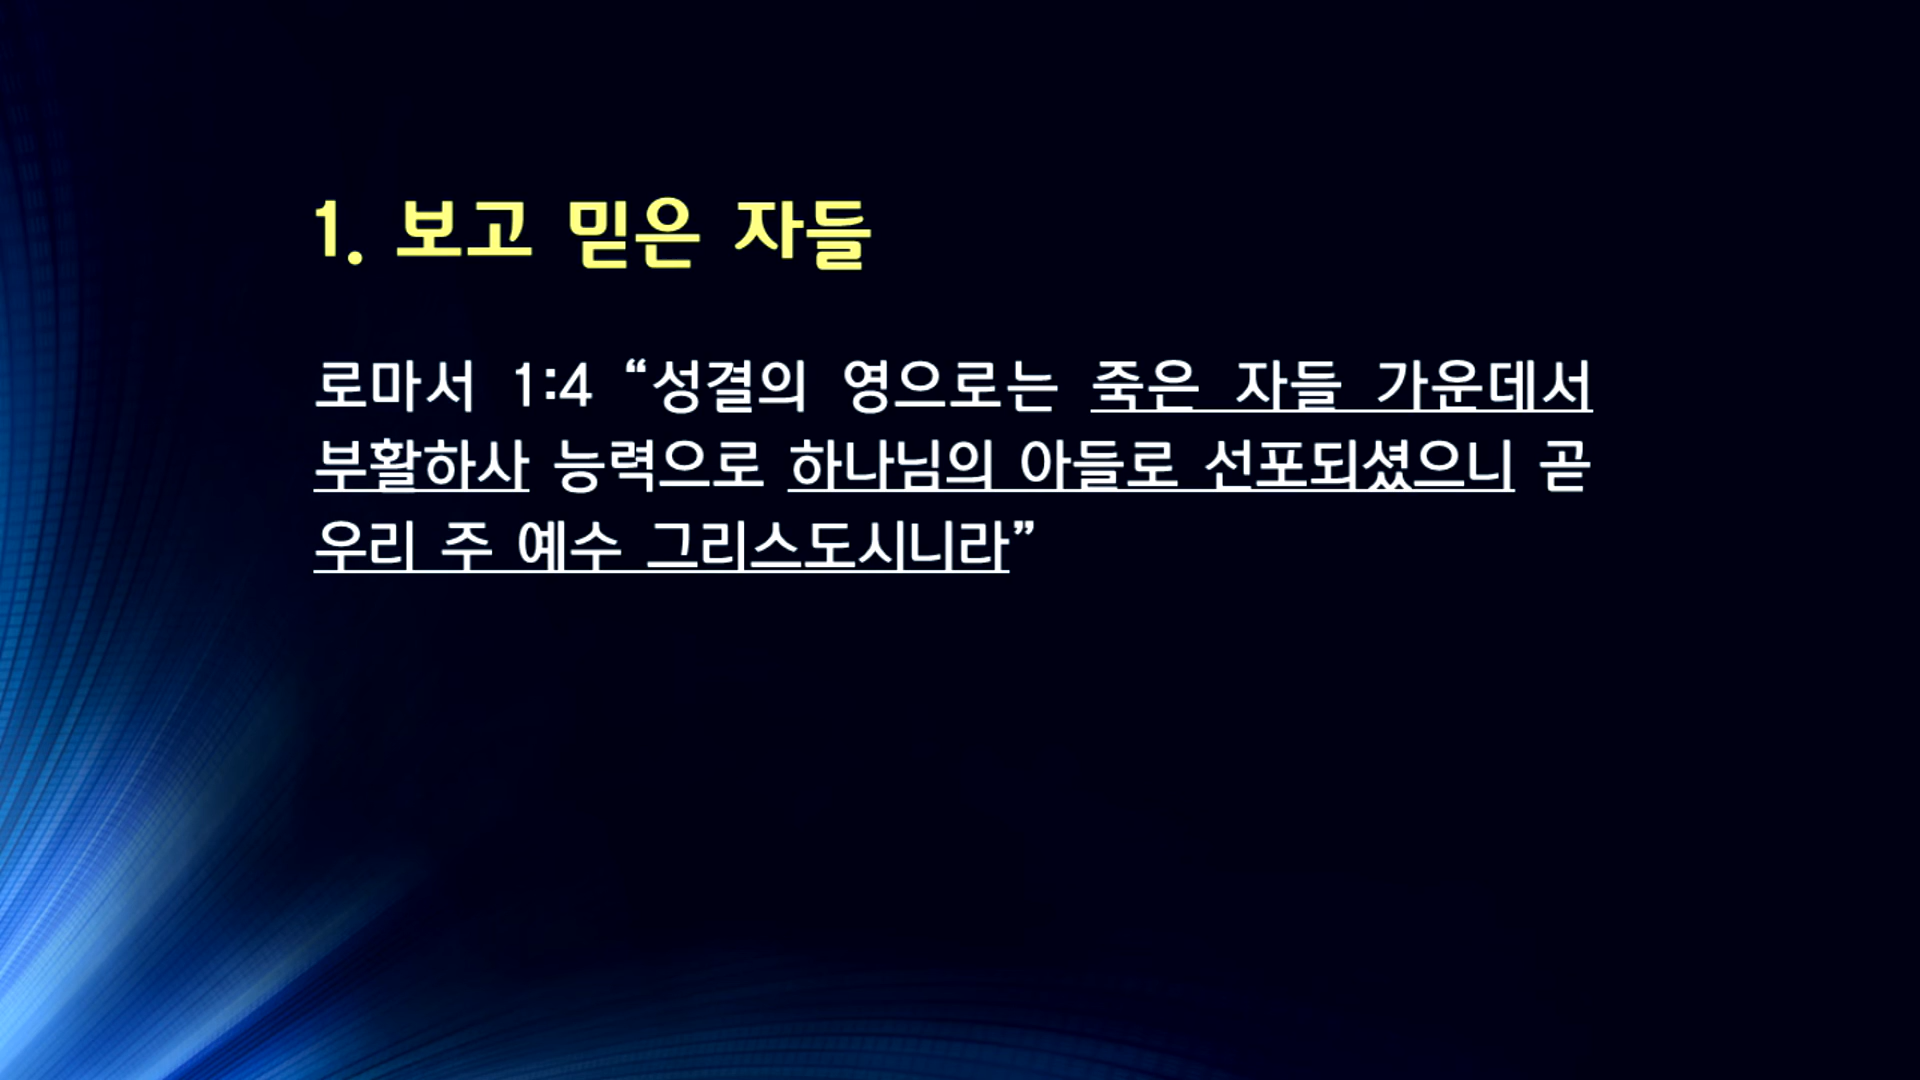 1. 보고 믿은 자들
로마서 1:4 “성결의 영으로는 죽은 자들 가운데서
부활하사 능력으로 하나님의 아들로 선포되셨으니 곧
우리 주 예수 그리스도시니라”